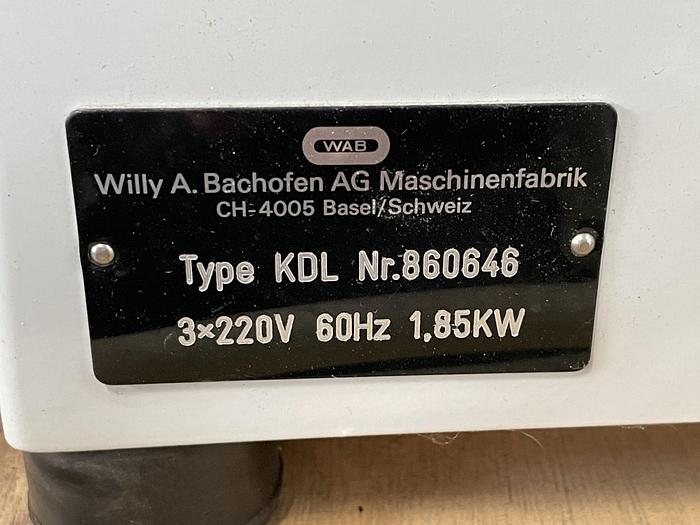 WAB
Willy A. Bachofen AG Maschinenfabrik
CH-4005 Basel/Schweiz
Type KDL Nr.860646
3×220V 60Hz 1,85KW